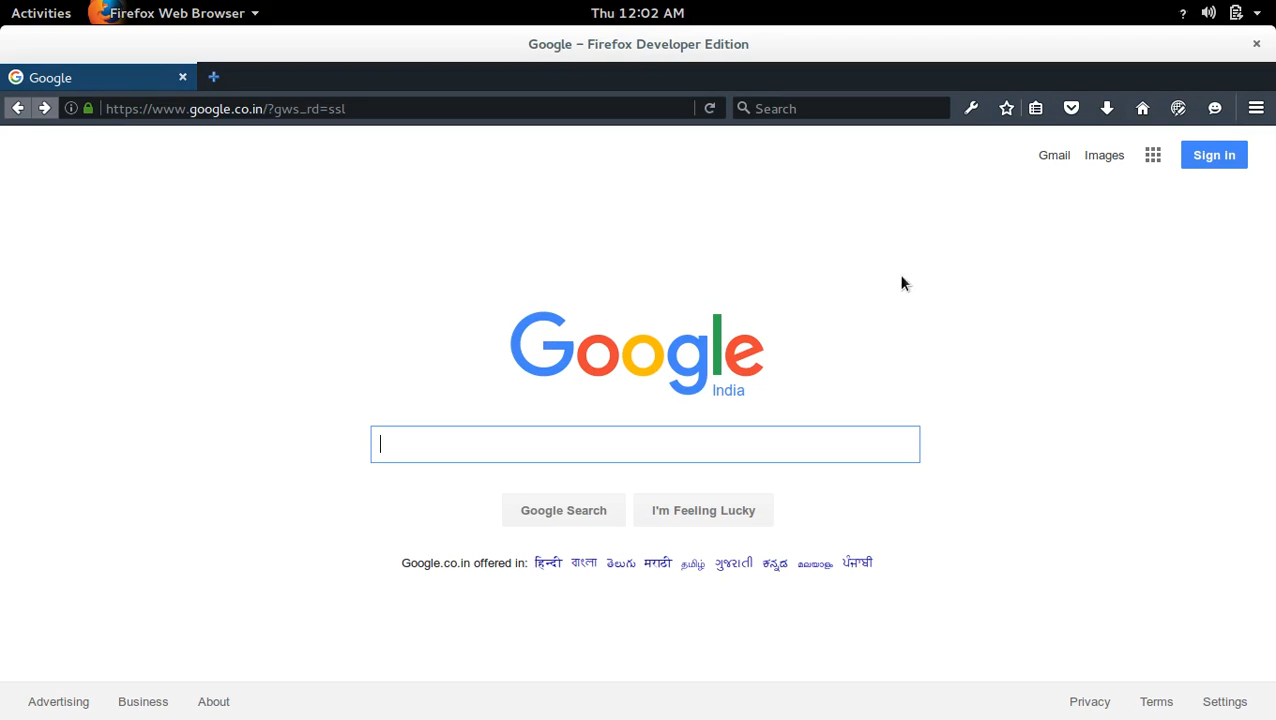 Activities Firefox Web Browser Thu 12:02 AM ?
Google – Firefox Developer Edition ×
Google × +
https://www.google.co.in/?gws_rd=ssl Search
Gmail Images Sign in
Google
India
Google Search I'm Feeling Lucky
Google.co.in offered in: हिन्दी বাংলা తెలుగు मराठी தமிழ் ગુજરાતી ಕನ್ನಡ മലയാളം ਪੰਜਾਬੀ
Advertising Business About Privacy Terms Settings